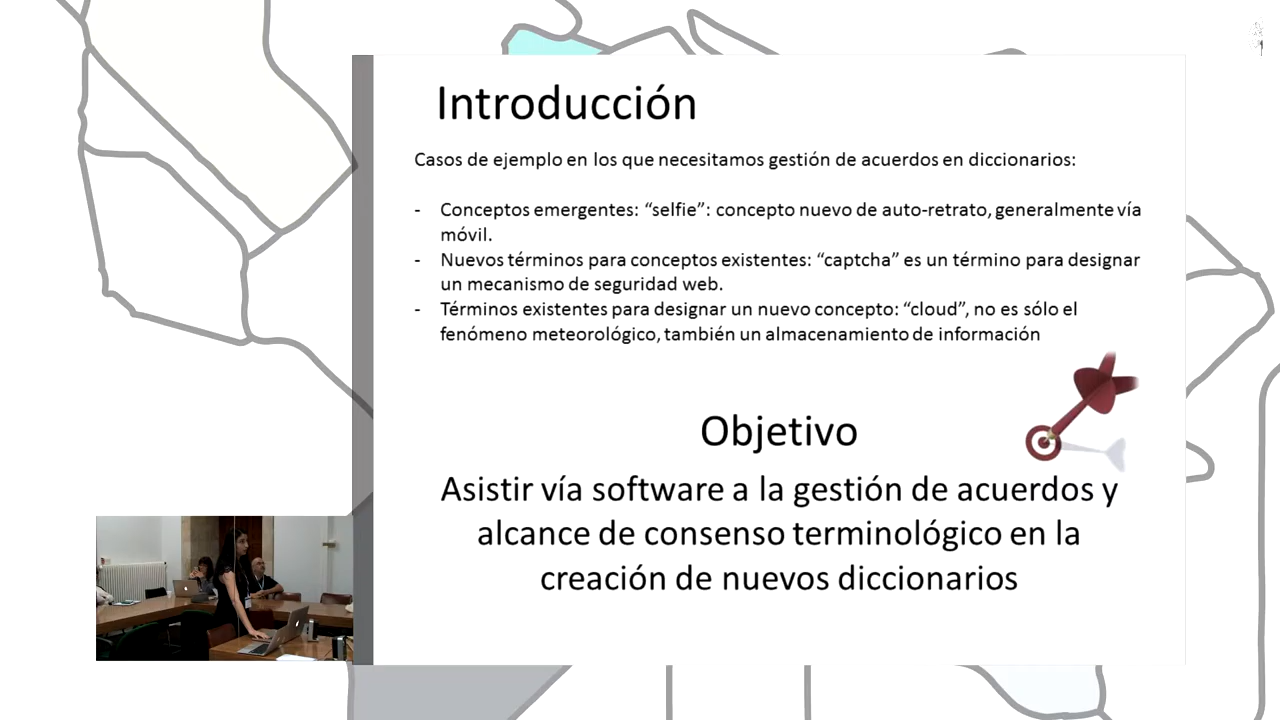 Introducción
Casos de ejemplo en los que necesitamos gestión de acuerdos en diccionarios:
- Conceptos emergentes: “selfie”: concepto nuevo de auto-retrato, generalmente vía
móvil.
- Nuevos términos para conceptos existentes: “captcha” es un término para designar
un mecanismo de seguridad web.
- Términos existentes para designar un nuevo concepto: “cloud”, no es sólo el
fenómeno meteorológico, también un almacenamiento de información
Objetivo
Asistir vía software a la gestión de acuerdos y
alcance de consenso terminológico en la
creación de nuevos diccionarios